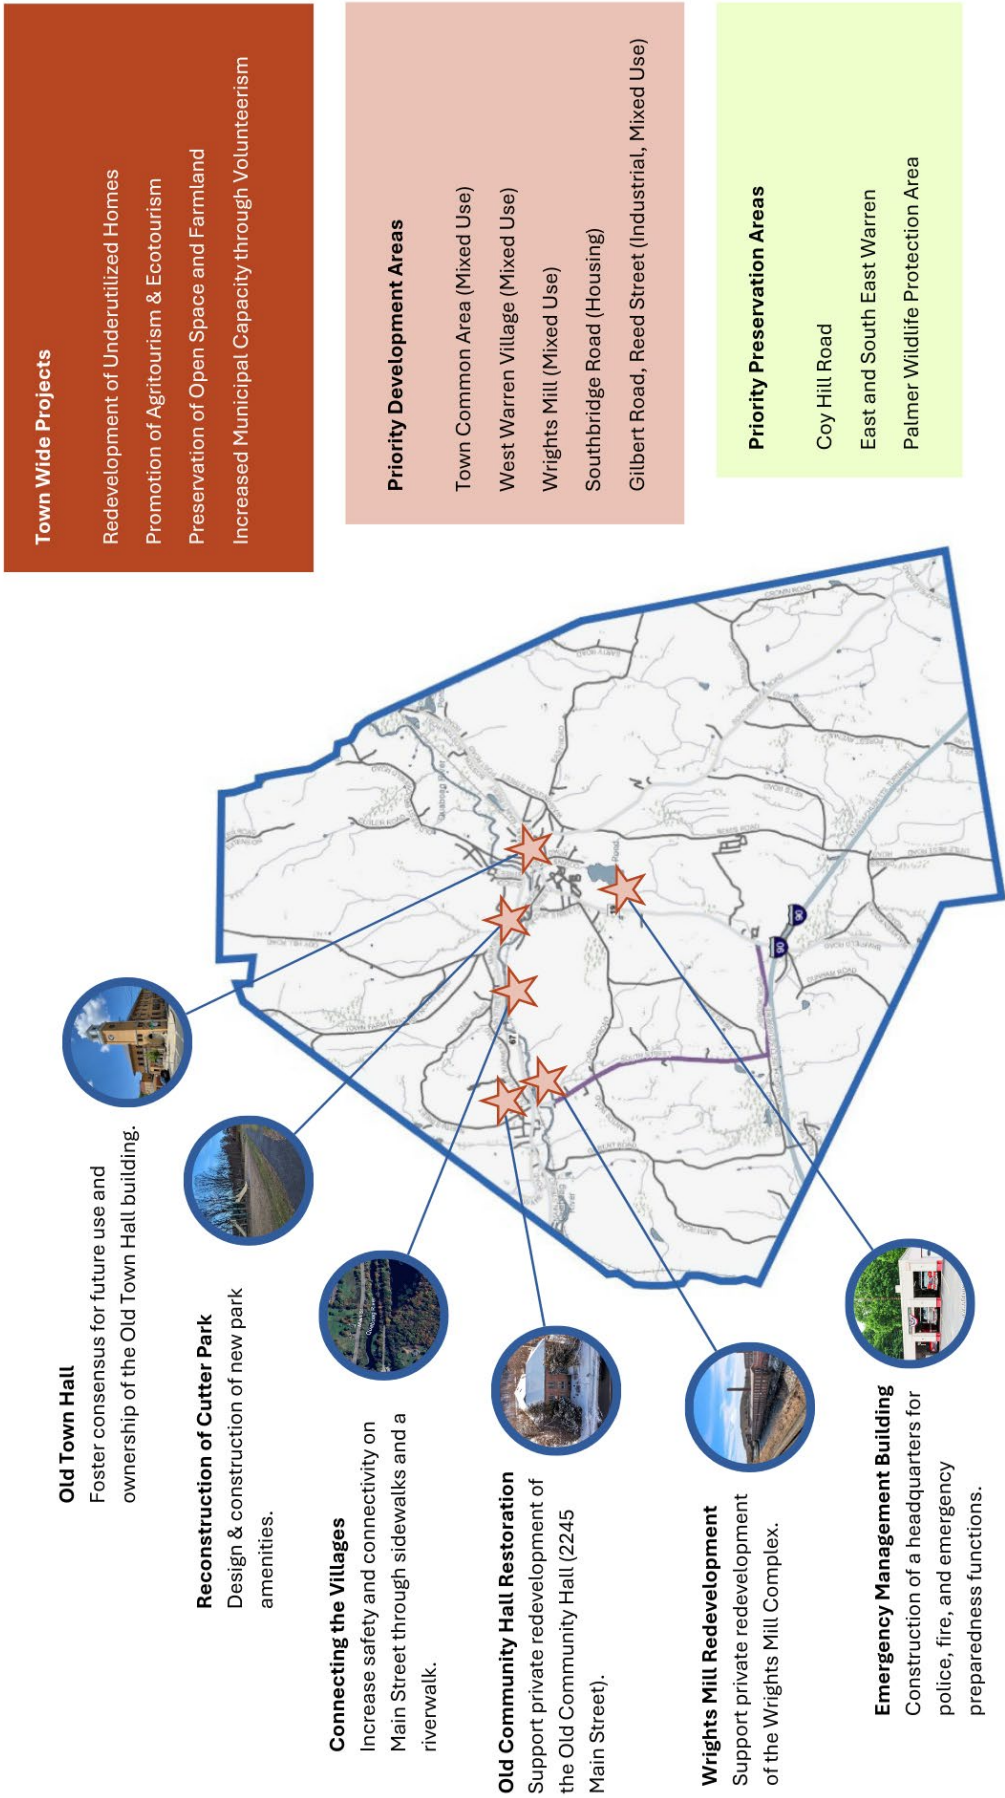 Old Town Hall
Foster consensus for future use and
ownership of the Old Town Hall building.
Reconstruction of Cutter Park
Design & construction of new park
amenities.
Connecting the Villages
Increase safety and connectivity on
Main Street through sidewalks and a
riverwalk.
Old Community Hall Restoration
Support private redevelopment of
the Old Community Hall (2245
Main Street).
Wrights Mill Redevelopment
Support private redevelopment
of the Wrights Mill Complex.
Emergency Management Building
Construction of a headquarters for
police, fire, and emergency
preparedness functions.
Quaboag River
67
Pond
90
90
Town Wide Projects
Redevelopment of Underutilized Homes
Promotion of Agritourism & Ecotourism
Preservation of Open Space and Farmland
Increased Municipal Capacity through Volunteerism
Priority Development Areas
Town Common Area (Mixed Use)
West Warren Village (Mixed Use)
Wrights Mill (Mixed Use)
Southbridge Road (Housing)
Gilbert Road, Reed Street (Industrial, Mixed Use)
Priority Preservation Areas
Coy Hill Road
East and South East Warren
Palmer Wildlife Protection Area